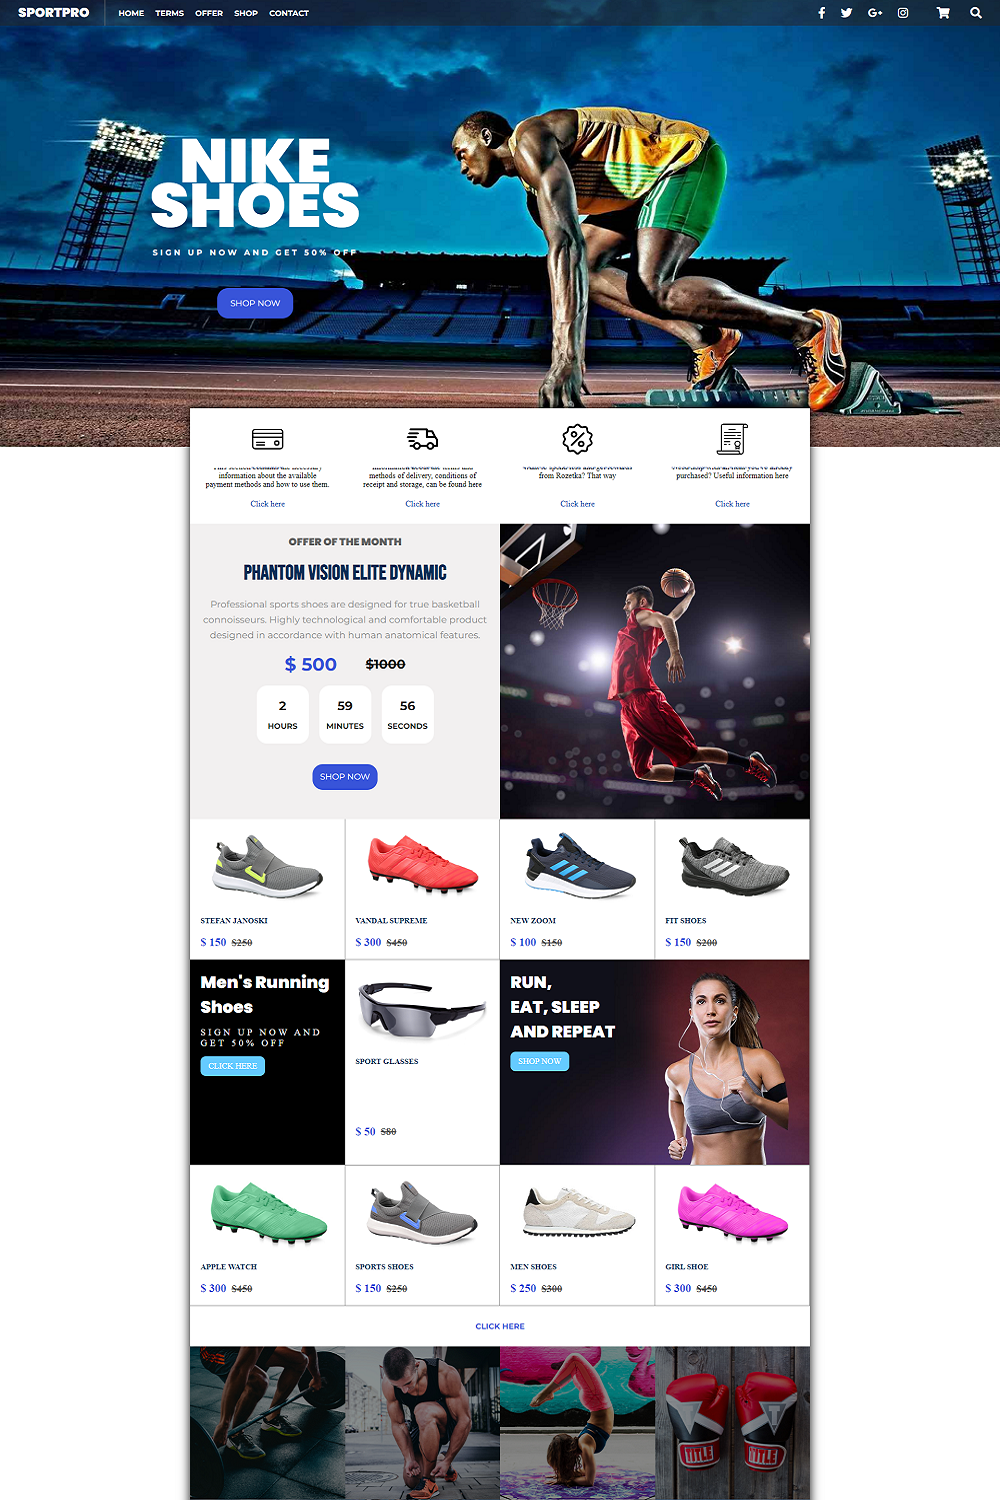 SPORTPRO
HOME TERMS OFFER SHOP CONTACT
NIKE
SHOES
SIGN UP NOW AND GET 50% OFF
SHOP NOW
information about the available
payment methods and how to use them.
Click here
methods of delivery, conditions of
receipt and storage, can be found here
Click here
from Rozetka? That way
Click here
purchased? Useful information here
Click here
OFFER OF THE MONTH
PHANTOM VISION ELITE DYNAMIC
Professional sports shoes are designed for true basketball
connoisseurs. Highly technological and comfortable product
designed in accordance with human anatomical features.
$ 500 $1000
2 59 56
HOURS MINUTES SECONDS
SHOP NOW
STEFAN JANOSKI
$ 150 $250
VANDAL SUPREME
$ 300 $450
NEW ZOOM
$ 100 $150
FIT SHOES
$ 150 $200
Men's Running
Shoes
SIGN UP NOW AND
GET 50% OFF
CLICK HERE
SPORT GLASSES
$ 50 $80
RUN,
EAT, SLEEP
AND REPEAT
SHOP NOW
APPLE WATCH
$ 300 $450
SPORTS SHOES
$ 150 $250
MEN SHOES
$ 250 $300
GIRL SHOE
$ 300 $450
CLICK HERE
TITLE
TITLE